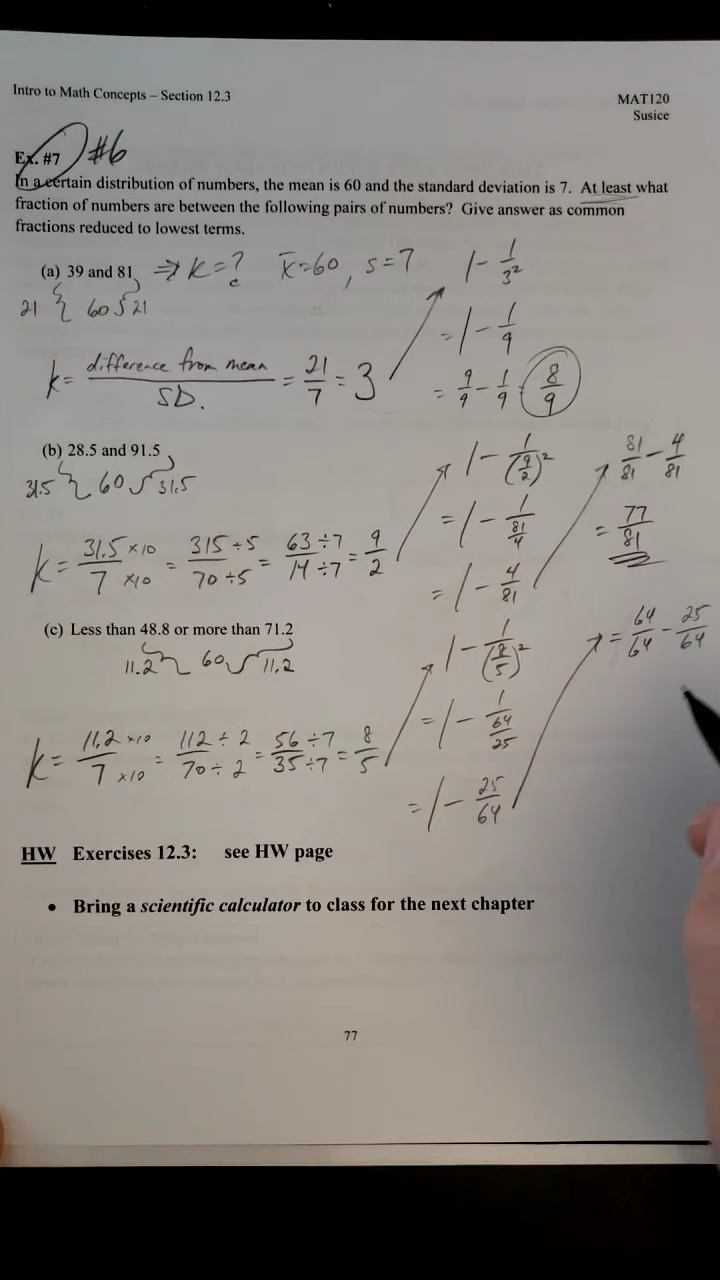 Intro to Math Concepts – Section 12.3
MAT120
Susice
Ex. #7 #6
In a certain distribution of numbers, the mean is 60 and the standard deviation is 7. At least what
fraction of numbers are between the following pairs of numbers? Give answer as common
fractions reduced to lowest terms.
(a) 39 and 81 ⇒ k=? x̄=60, s=7
21 60 21
k = difference from mean / SD. = 21/7 = 3
1 - 1/3²
= 1 - 1/9
= 9/9 - 1/9 = 8/9
(b) 28.5 and 91.5
31.5 60 31.5
k = 31.5 ×10 / 7 ×10 = 315 ÷5 / 70 ÷5 = 63 ÷7 / 14 ÷7 = 9/2
1 - 1/(9/2)²
= 1 - 1/(81/4)
= 1 - 4/81
81/81 - 4/81
= 77/81
(c) Less than 48.8 or more than 71.2
11.2 60 11.2
k = 11.2 ×10 / 7 ×10 = 112 ÷ 2 / 70 ÷ 2 = 56 ÷7 / 35 ÷7 = 8/5
1 - 1/(8/5)²
= 1 - 1/(64/25)
= 1 - 25/64
= 64/64 - 25/64
HW Exercises 12.3: see HW page
• Bring a scientific calculator to class for the next chapter
77